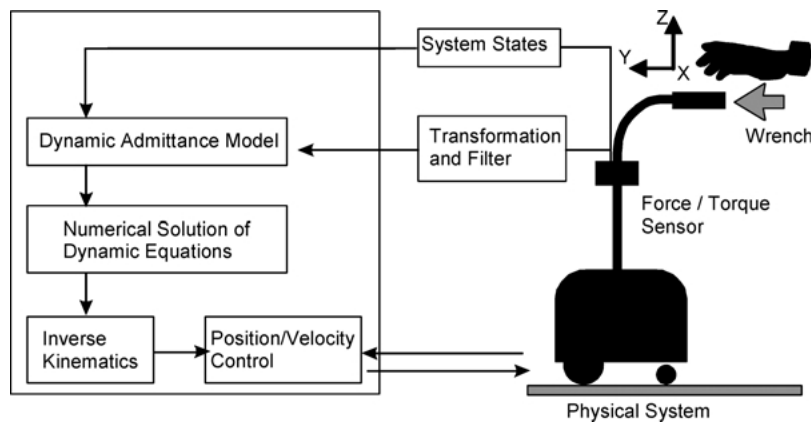 System States
Z
Y
X
Wrench
Dynamic Admittance Model
Transformation
and Filter
Force / Torque
Sensor
Numerical Solution of
Dynamic Equations
Inverse
Kinematics
Position/Velocity
Control
Physical System